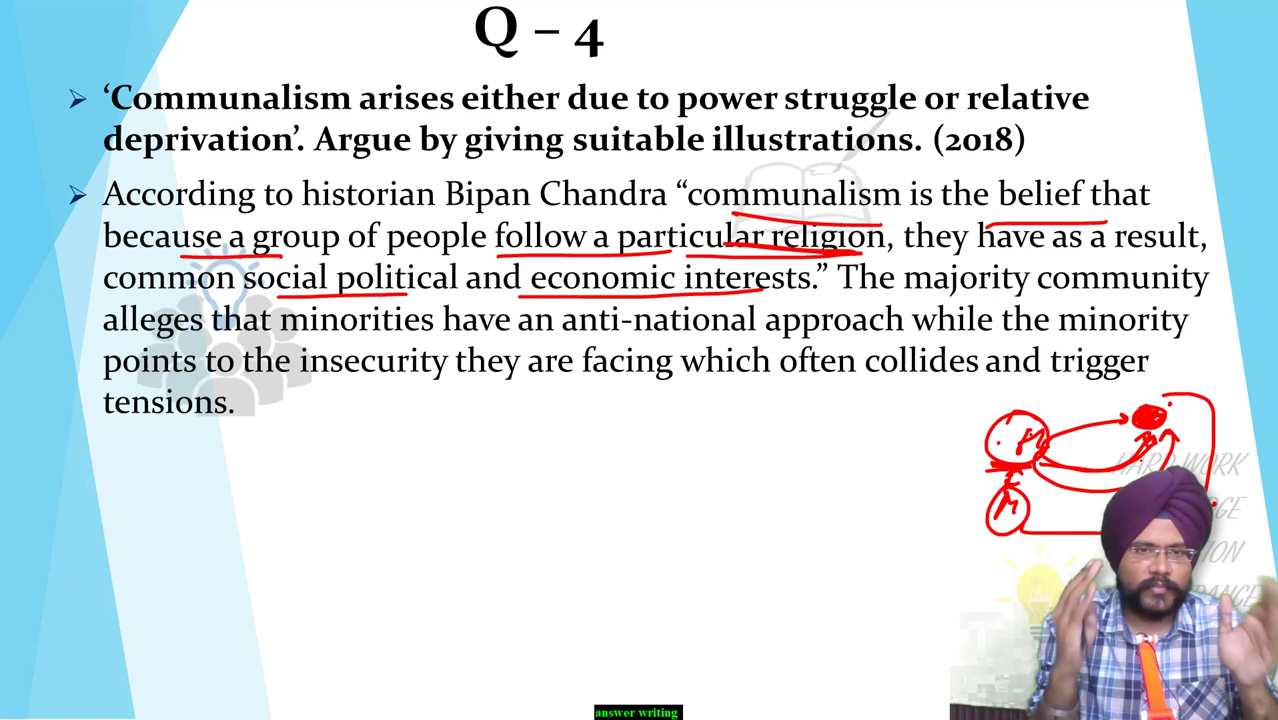 Q – 4
➢ ‘Communalism arises either due to power struggle or relative
deprivation’. Argue by giving suitable illustrations. (2018)
➢ According to historian Bipan Chandra “communalism is the belief that
because a group of people follow a particular religion, they have as a result,
common social political and economic interests.” The majority community
alleges that minorities have an anti-national approach while the minority
points to the insecurity they are facing which often collides and trigger
tensions.
M
HARD WORK
M
answer writing